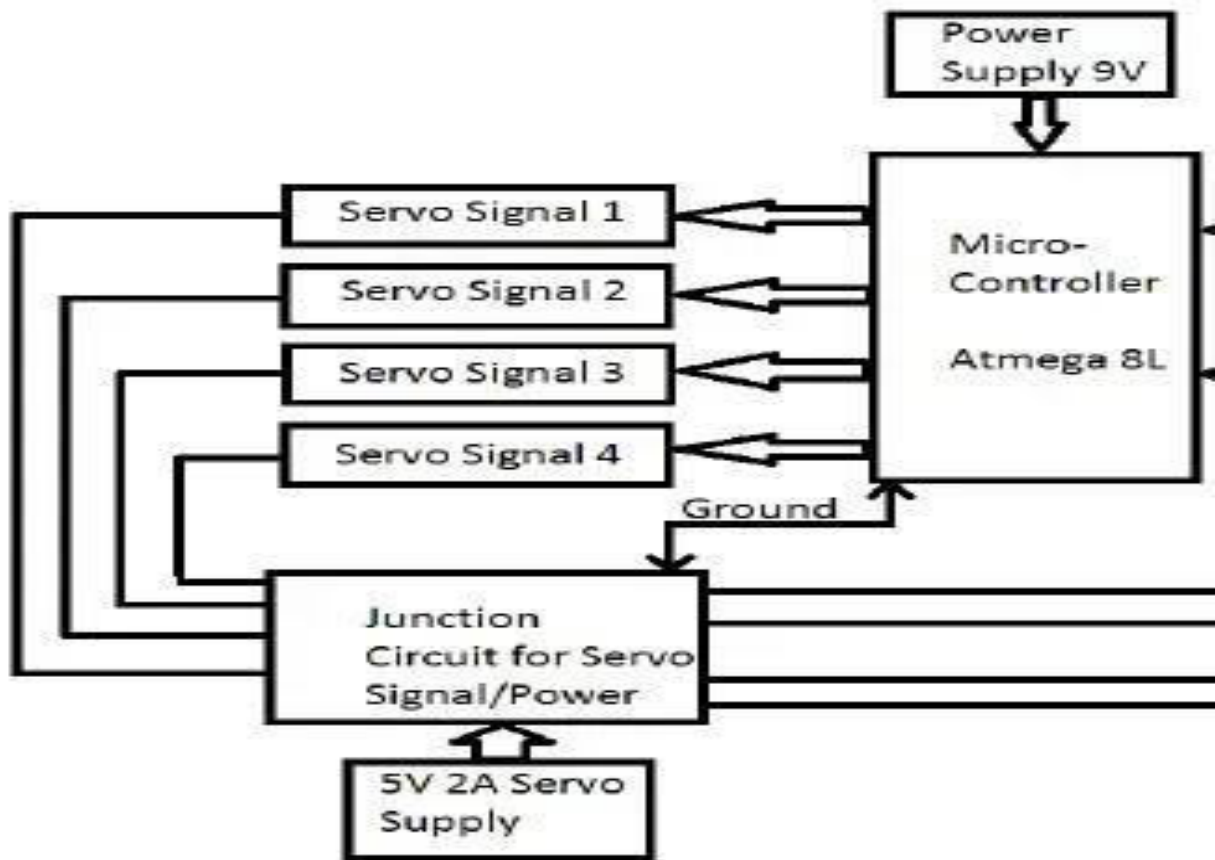 Power
Supply 9V
Servo Signal 1
Servo Signal 2
Servo Signal 3
Servo Signal 4
Micro-
Controller
Atmega 8L
Ground
Junction
Circuit for Servo
Signal/Power
5V 2A Servo
Supply